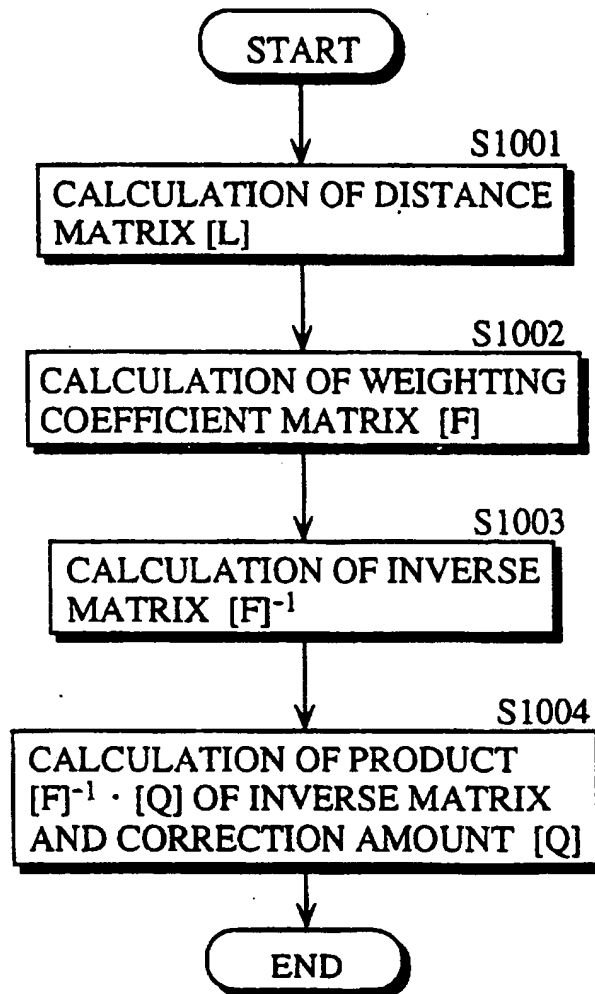 START
S1001
CALCULATION OF DISTANCE
MATRIX [L]
S1002
CALCULATION OF WEIGHTING
COEFFICIENT MATRIX [F]
S1003
CALCULATION OF INVERSE
MATRIX [F]⁻¹
S1004
CALCULATION OF PRODUCT
[F]⁻¹ · [Q] OF INVERSE MATRIX
AND CORRECTION AMOUNT [Q]
END